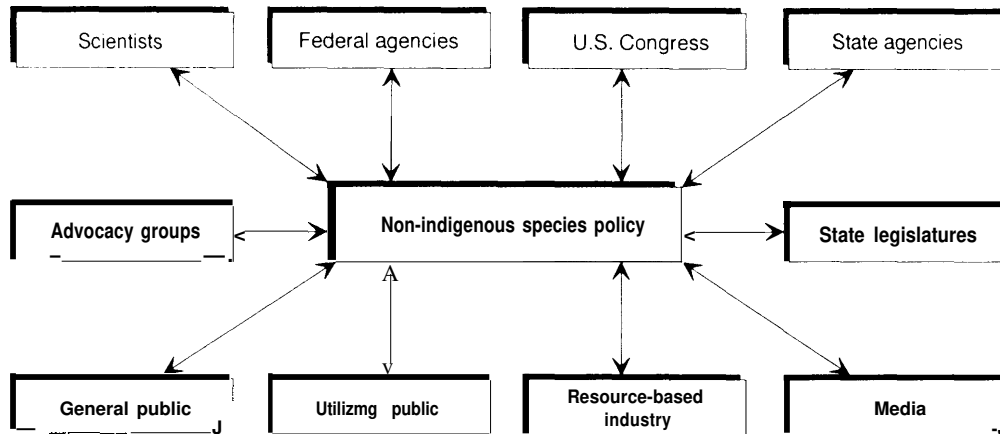 Scientists
Federal agencies
U.S. Congress
State agencies
Advocacy groups
Non-indigenous species policy
State legislatures
General public
Utilizmg public
Resource-based
industry
Media